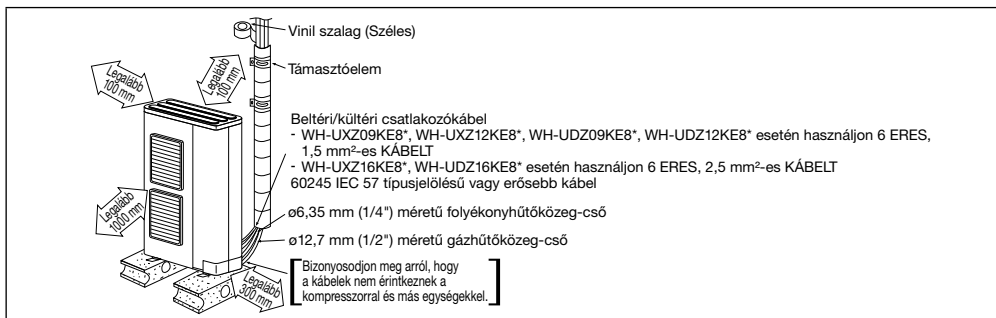 Vinil szalag (Széles)
Legalább
100 mm
Legalább
100 mm
Támasztóelem
Beltéri/kültéri csatlakozókábel
- WH-UXZ09KE8*, WH-UXZ12KE8*, WH-UDZ09KE8*, WH-UDZ12KE8* esetén használjon 6 ERES,
1,5 mm²-es KÁBELT
- WH-UXZ16KE8*, WH-UDZ16KE8* esetén használjon 6 ERES, 2,5 mm²-es KÁBELT
60245 IEC 57 típusjelölésű vagy erősebb kábel
Legalább
1000 mm
ø6,35 mm (1/4") méretű folyékonyhűtőközeg-cső
ø12,7 mm (1/2") méretű gázhűtőközeg-cső
Legalább
300 mm
Bizonyosodjon meg arról, hogy
a kábelek nem érintkeznek a
kompresszorral és más egységekkel.